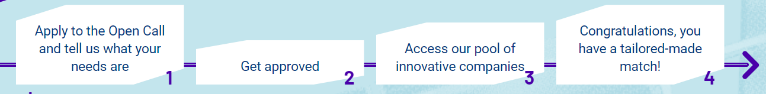 Apply to the Open Call
and tell us what your
needs are
1
Get approved
2
Access our pool of
innovative companies
3
Congratulations, you
have a tailored-made
match!
4